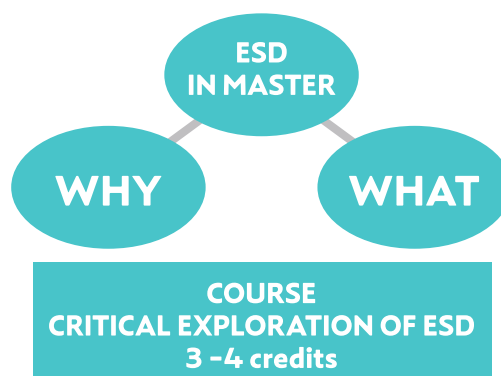 ESD
IN MASTER
WHY
WHAT
COURSE
CRITICAL EXPLORATION OF ESD
3 -4 credits